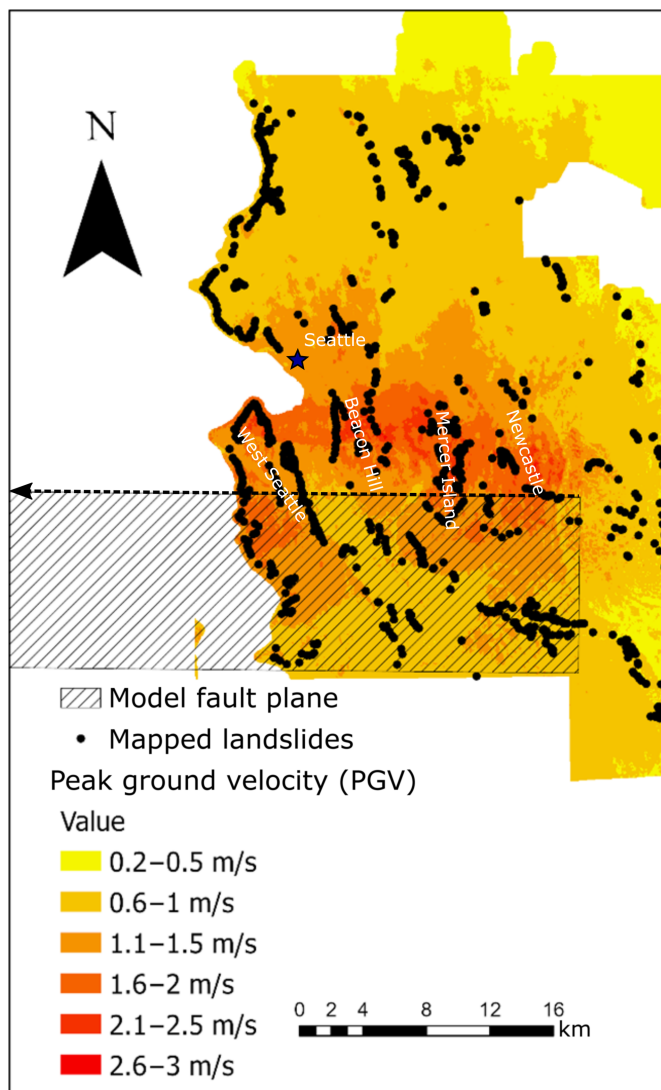 N
Seattle
West Seattle
Beacon Hill
Mercer Island
Newcastle
Model fault plane
Mapped landslides
Peak ground velocity (PGV)
Value
0.2–0.5 m/s
0.6–1 m/s
1.1–1.5 m/s
1.6–2 m/s
2.1–2.5 m/s
2.6–3 m/s
0 2 4 8 12 16
km